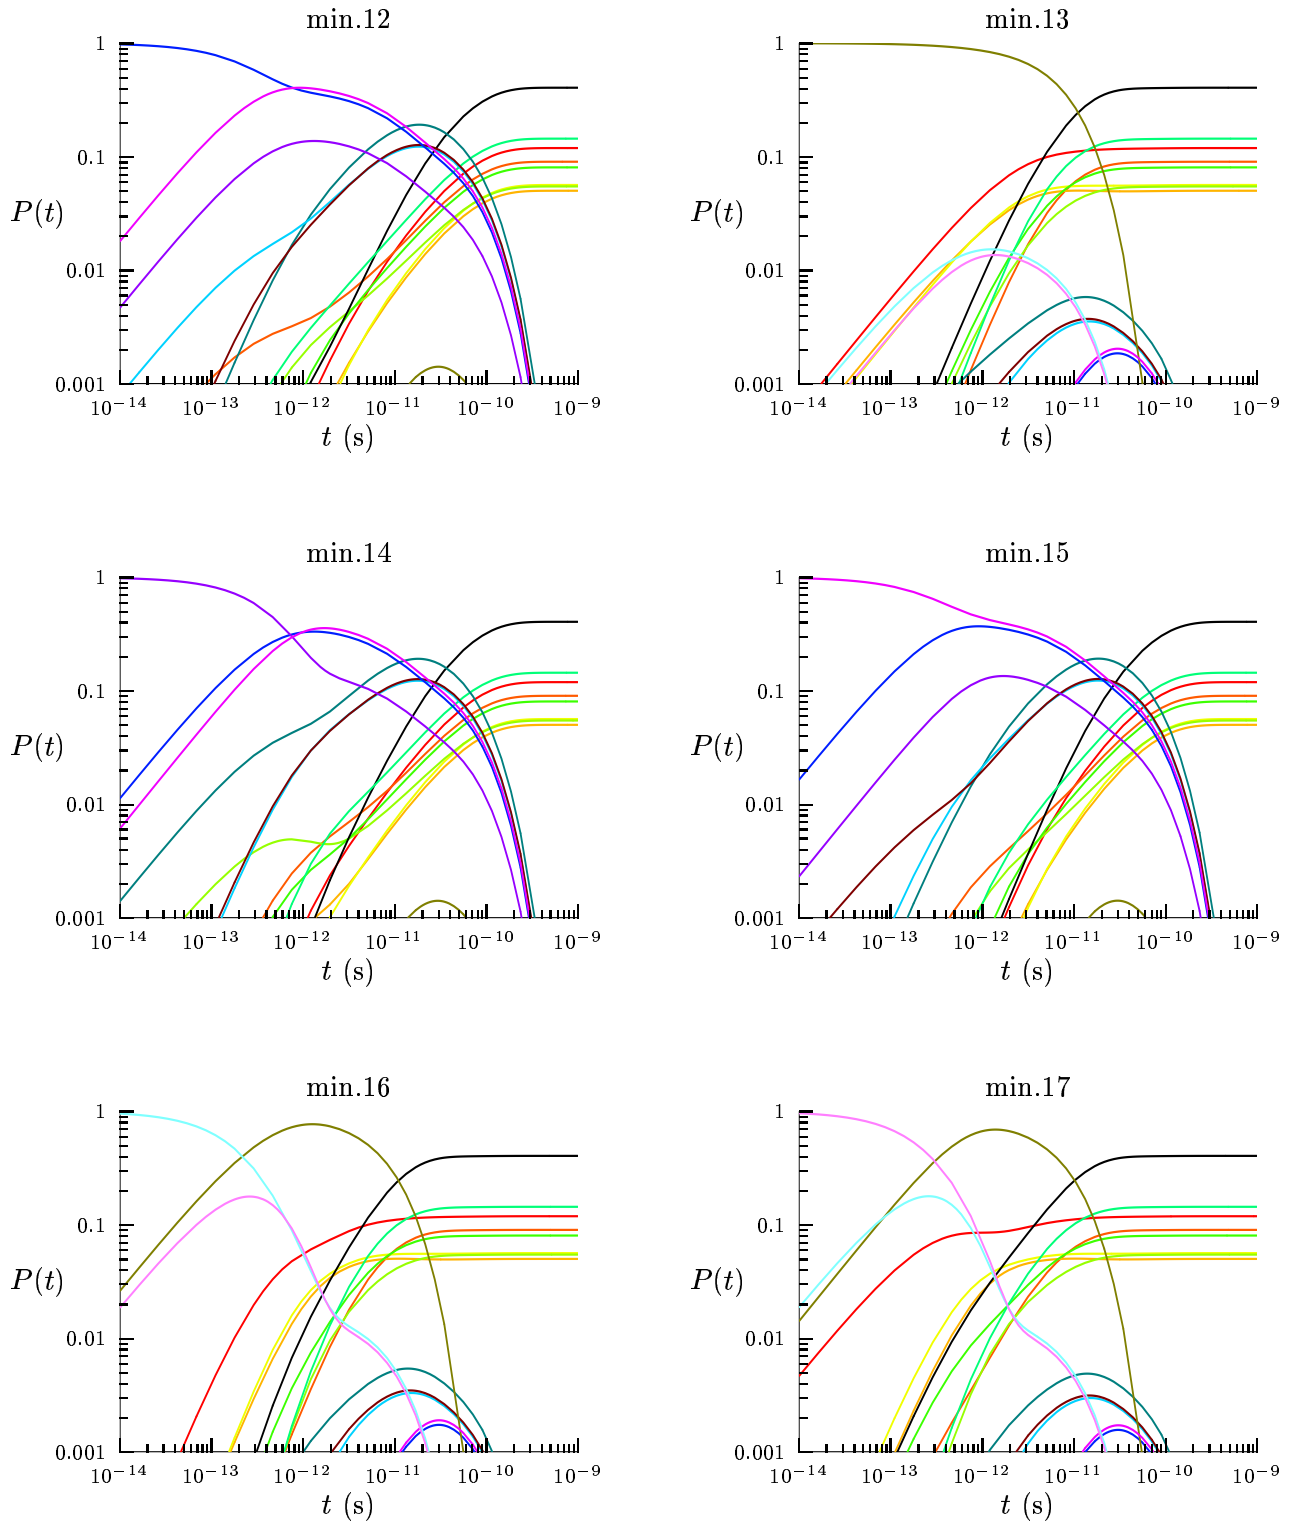 min.12 min.13
1 1
0.1 0.1
P(t) P(t)
0.01 0.01
0.001 0.001
10⁻¹⁴ 10⁻¹³ 10⁻¹² 10⁻¹¹ 10⁻¹⁰ 10⁻⁹ 10⁻¹⁴ 10⁻¹³ 10⁻¹² 10⁻¹¹ 10⁻¹⁰ 10⁻⁹
t (s) t (s)
min.14 min.15
1 1
0.1 0.1
P(t) P(t)
0.01 0.01
0.001 0.001
10⁻¹⁴ 10⁻¹³ 10⁻¹² 10⁻¹¹ 10⁻¹⁰ 10⁻⁹ 10⁻¹⁴ 10⁻¹³ 10⁻¹² 10⁻¹¹ 10⁻¹⁰ 10⁻⁹
t (s) t (s)
min.16 min.17
1 1
0.1 0.1
P(t) P(t)
0.01 0.01
0.001 0.001
10⁻¹⁴ 10⁻¹³ 10⁻¹² 10⁻¹¹ 10⁻¹⁰ 10⁻⁹ 10⁻¹⁴ 10⁻¹³ 10⁻¹² 10⁻¹¹ 10⁻¹⁰ 10⁻⁹
t (s) t (s)